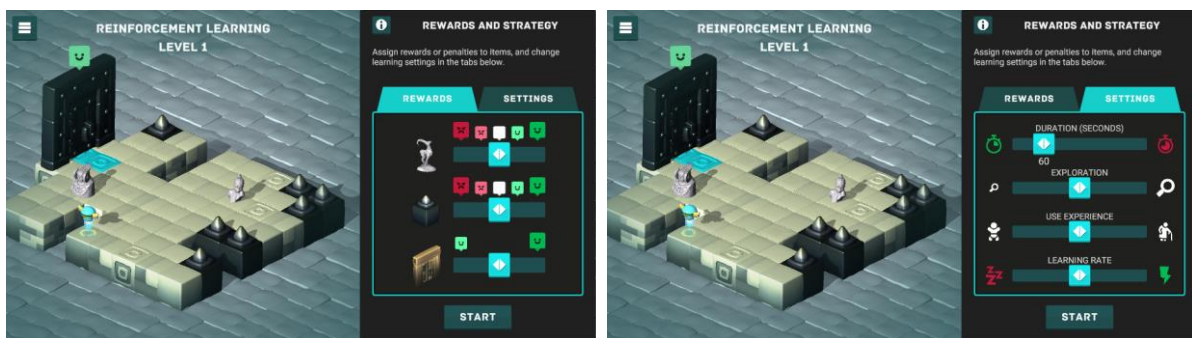 REINFORCEMENT LEARNING
LEVEL 1
REWARDS AND STRATEGY
Assign rewards or penalties to items, and change
learning settings in the tabs below.
REWARDS
SETTINGS
START
REINFORCEMENT LEARNING
LEVEL 1
REWARDS AND STRATEGY
Assign rewards or penalties to items, and change
learning settings in the tabs below.
REWARDS
SETTINGS
DURATION (SECONDS)
60
EXPLORATION
USE EXPERIENCE
LEARNING RATE
ZZZ
START